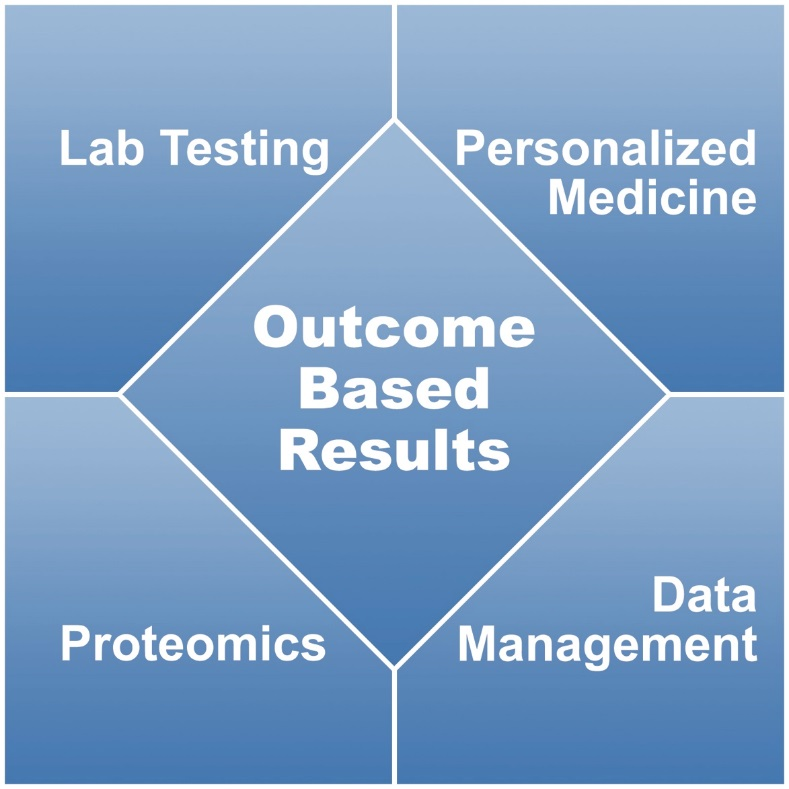 Lab Testing
Personalized
Medicine
Outcome
Based
Results
Proteomics
Data
Management